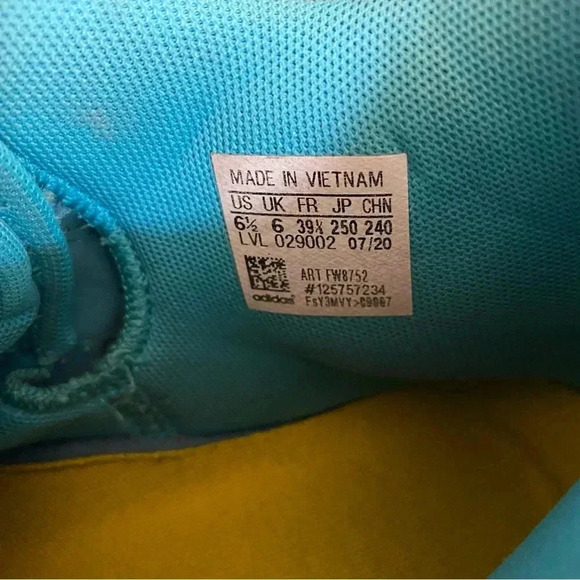 MADE IN VIETNAM
US UK FR JP CHN
6½ 6 39⅓ 250 240
LVL 029002 07/20
ART FW8752
#125757234
adidas